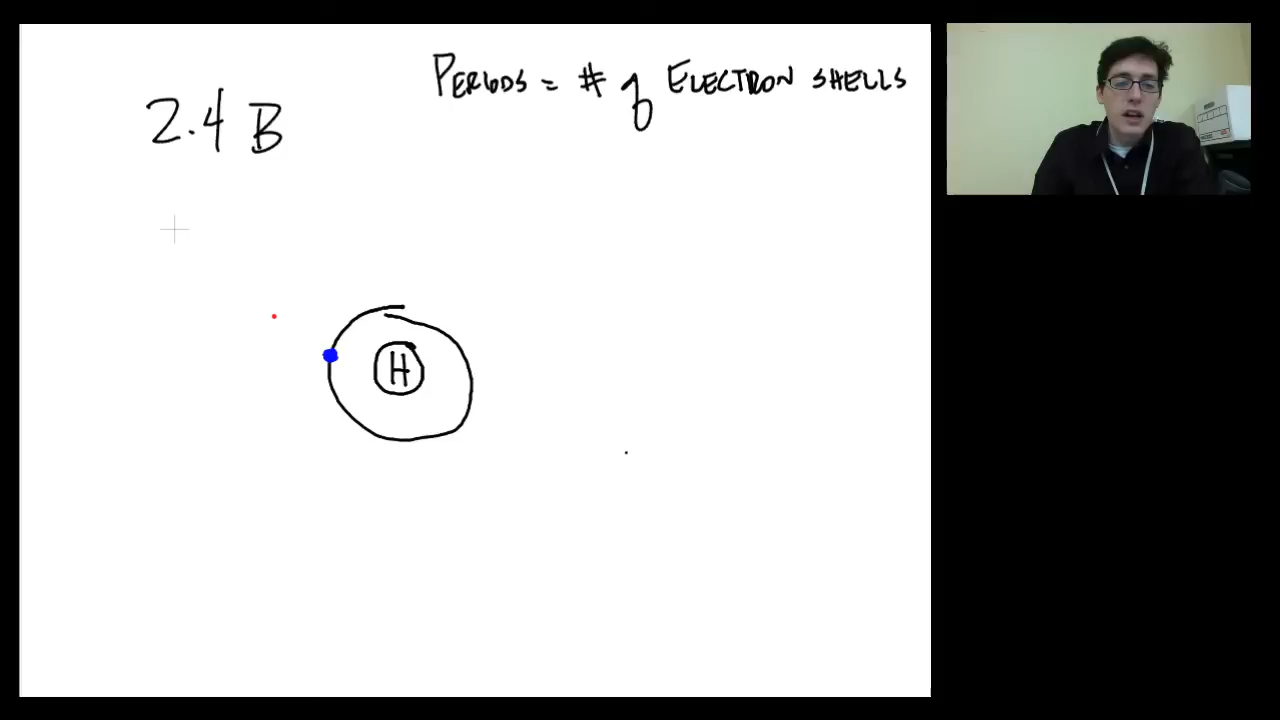 PERIODS = # of ELECTRON SHELLS
2.4 B
H